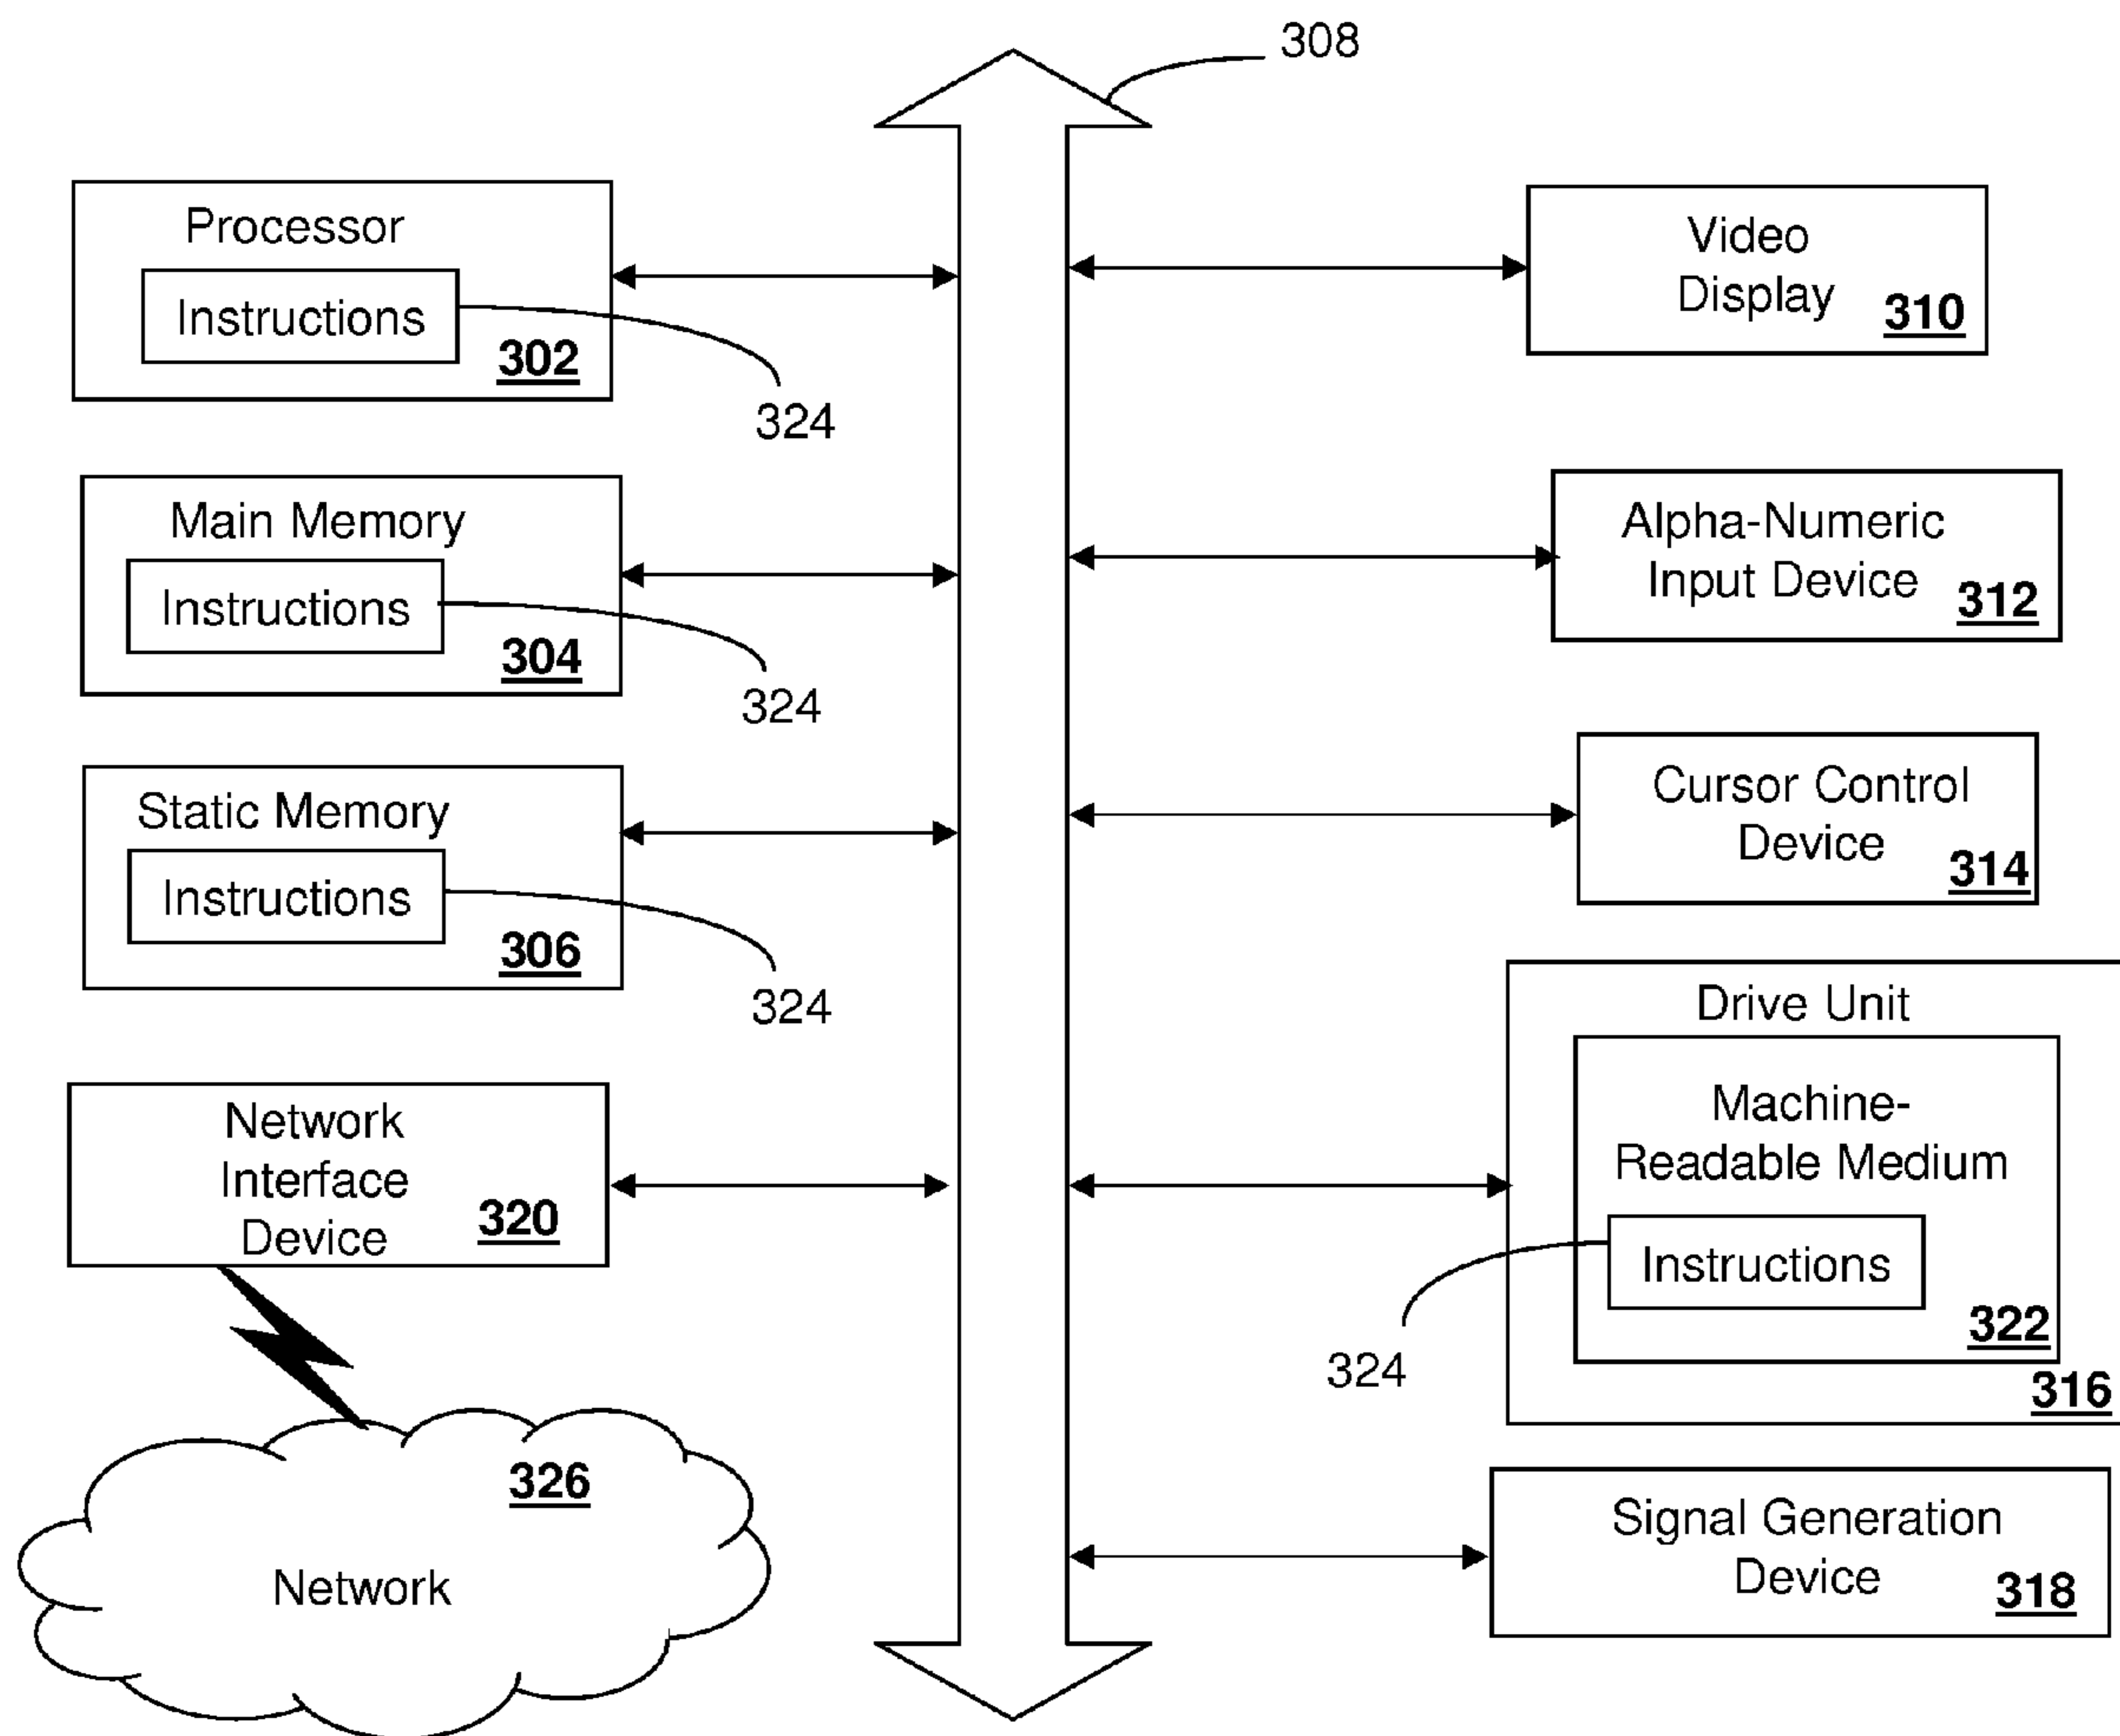 308
Processor
Instructions
302
324
Main Memory
Instructions
304
324
Static Memory
Instructions
306
324
Network
Interface
Device
320
326
Network
Video
Display
310
Alpha-Numeric
Input Device
312
Cursor Control
Device
314
Drive Unit
Machine-
Readable Medium
Instructions
322
324
316
Signal Generation
Device
318